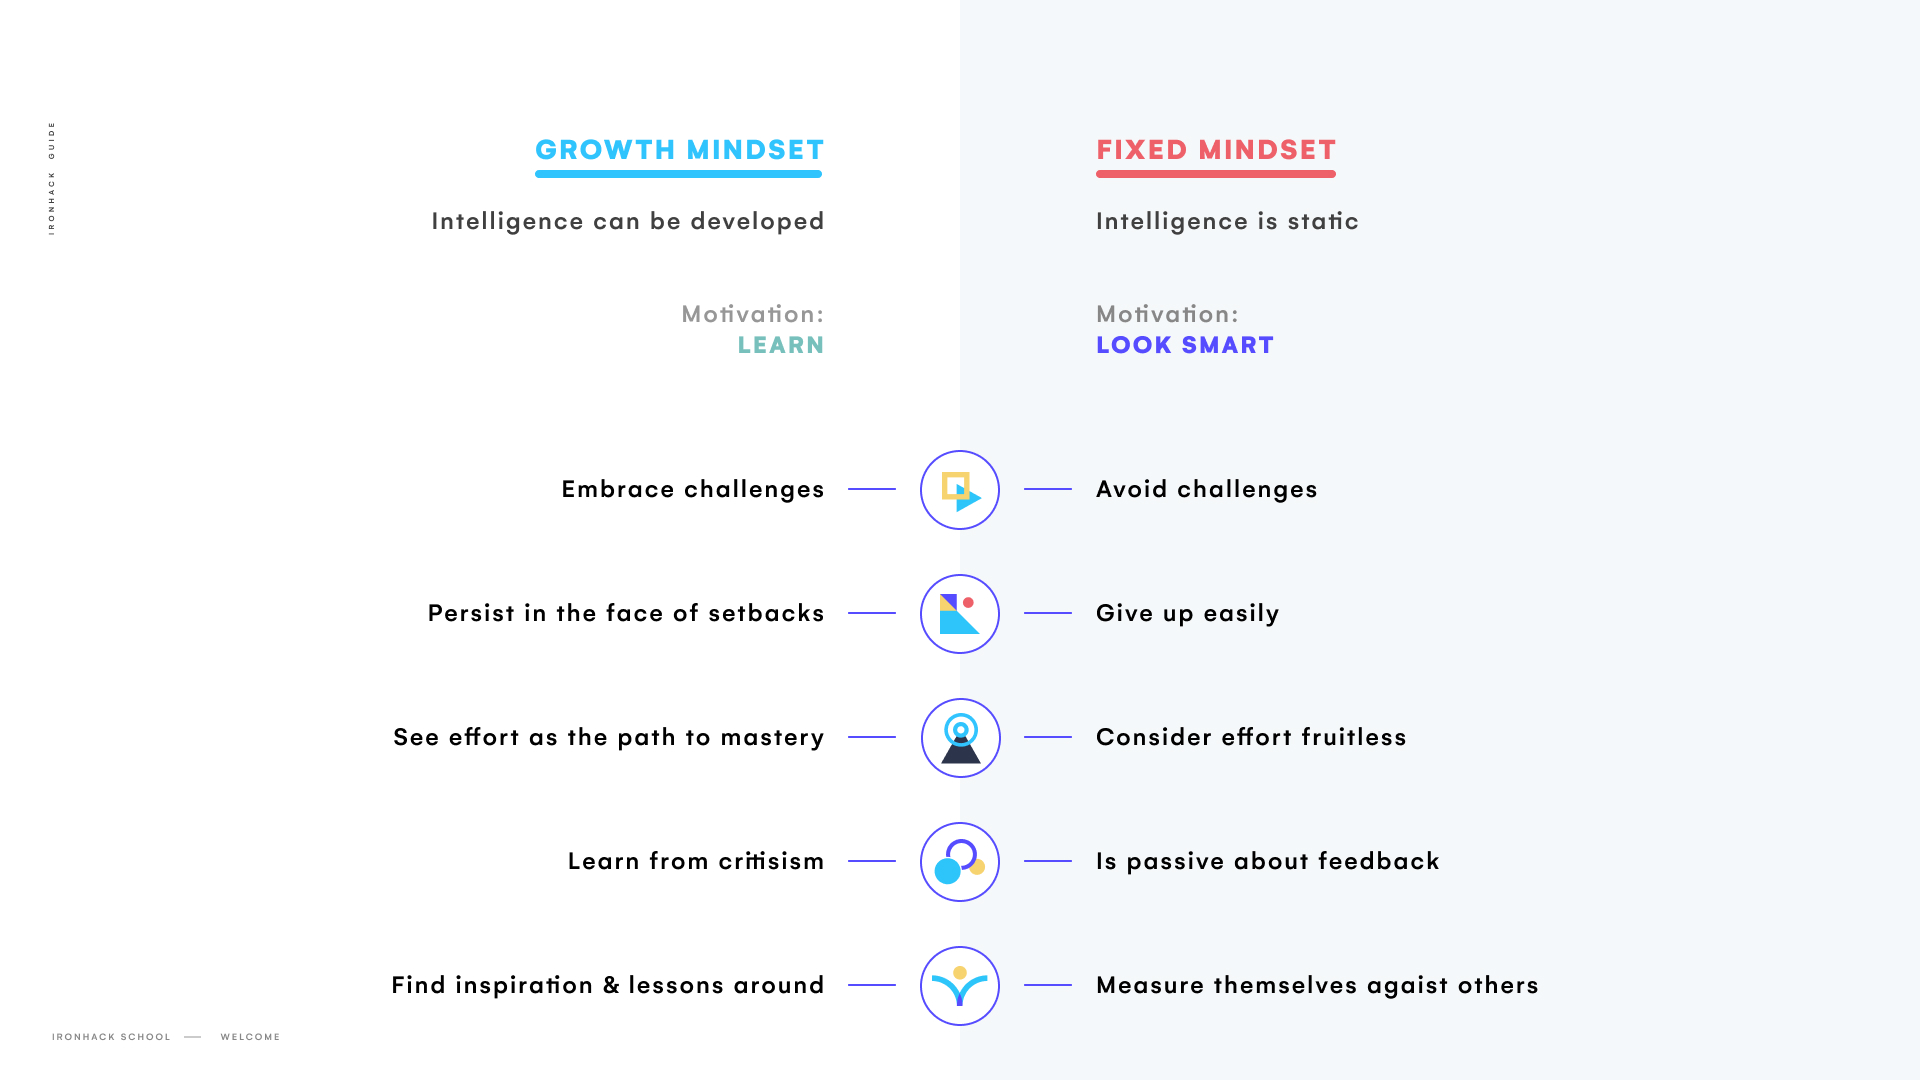 IRONHACK GUIDE
GROWTH MINDSET
Intelligence can be developed
Motivation:
LEARN
FIXED MINDSET
Intelligence is static
Motivation:
LOOK SMART
Embrace challenges
Avoid challenges
Persist in the face of setbacks
Give up easily
See effort as the path to mastery
Consider effort fruitless
Learn from critisism
Is passive about feedback
Find inspiration & lessons around
Measure themselves agaist others
IRONHACK SCHOOL — WELCOME